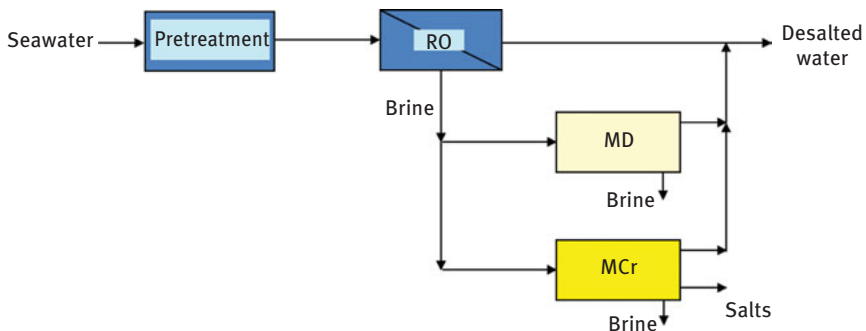 Seawater
Pretreatment
RO
Desalted
water
Brine
MD
Brine
MCr
Salts
Brine